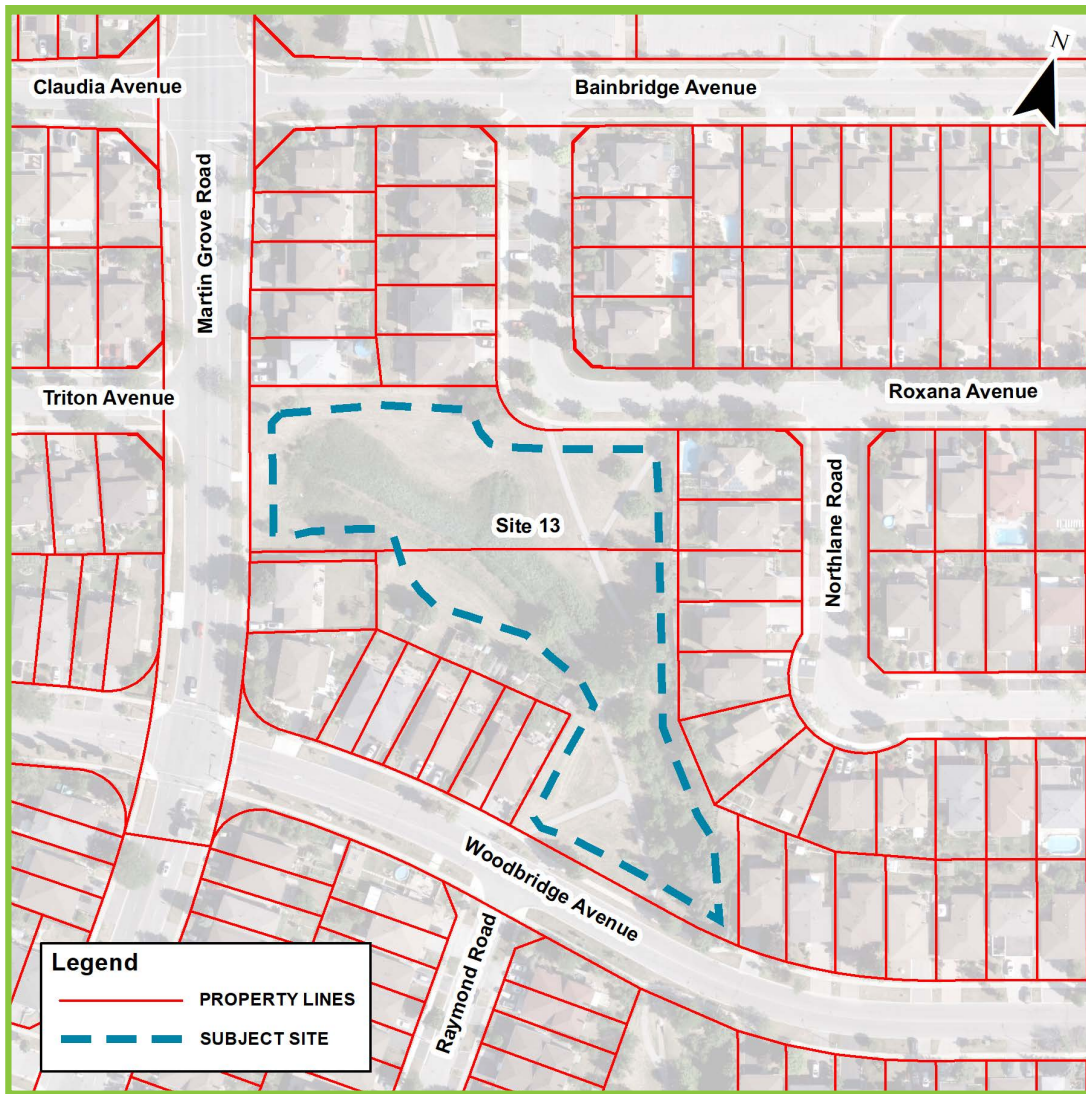 N
Claudia Avenue
Bainbridge Avenue
Martin Grove Road
Triton Avenue
Roxana Avenue
Site 13
Northlane Road
Woodbridge Avenue
Raymond Road
Legend
PROPERTY LINES
SUBJECT SITE